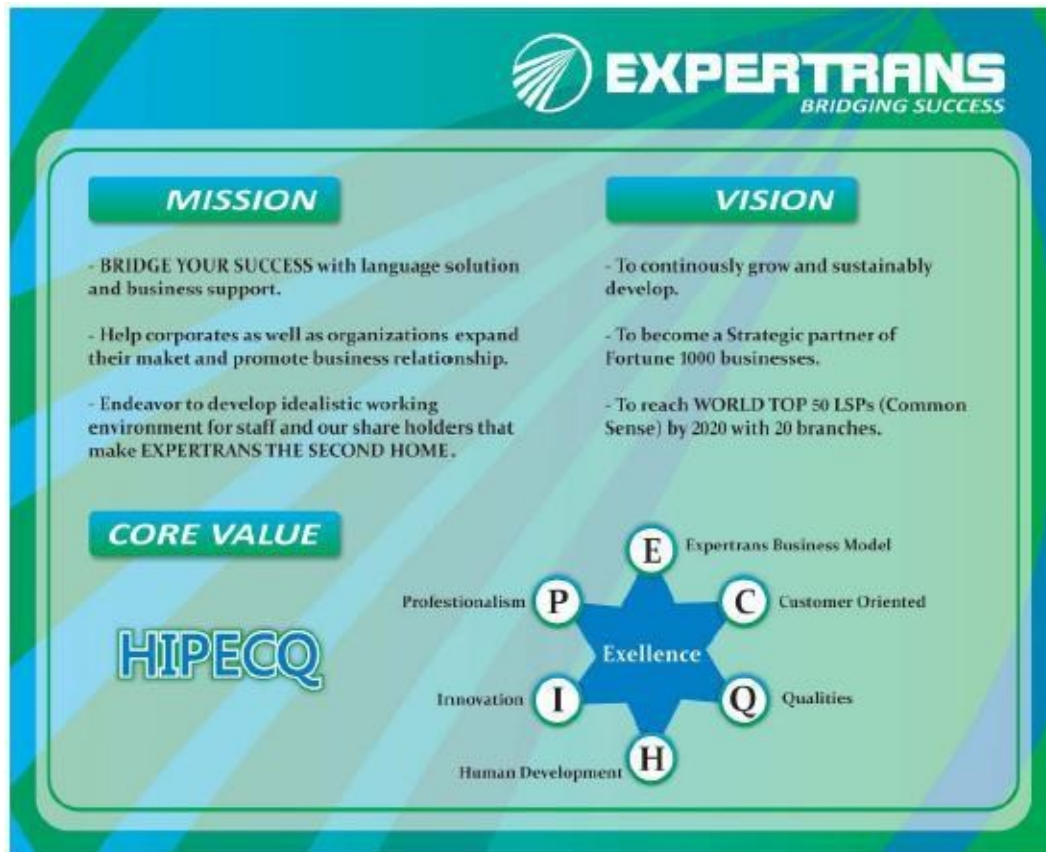 EXPERTRANS
BRIDGING SUCCESS
MISSION
- BRIDGE YOUR SUCCESS with language solution
and business support.
- Help corporates as well as organizations expand
their maket and promote business relationship.
- Endeavor to develop idealistic working
environment for staff and our share holders that
make EXPERTRANS THE SECOND HOME.
VISION
- To continously grow and sustainably
develop.
- To become a Strategic partner of
Fortune 1000 businesses.
- To reach WORLD TOP 50 LSPs (Common
Sense) by 2020 with 20 branches.
CORE VALUE
HIPECQ
E Expertrans Business Model
Profestionalism P
C Customer Oriented
Exellence
Innovation I
Q Qualities
Human Development H